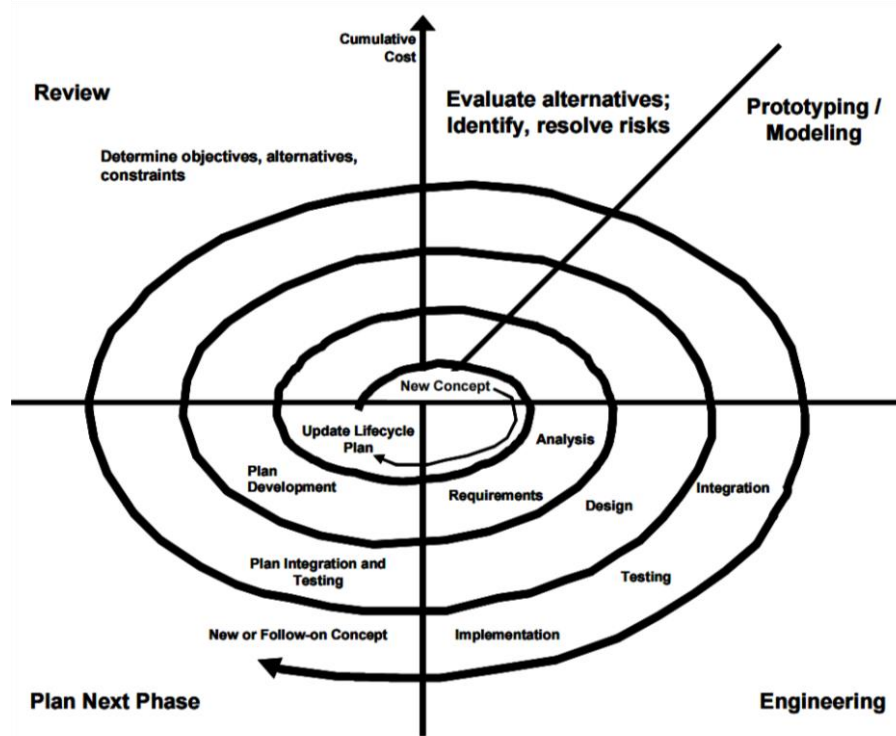 Cumulative
Cost
Review
Evaluate alternatives;
Identify, resolve risks
Prototyping /
Modeling
Determine objectives, alternatives,
constraints
New Concept
Update Lifecycle
Plan
Analysis
Plan
Development
Requirements
Design
Integration
Plan Integration and
Testing
Testing
New or Follow-on Concept
Implementation
Plan Next Phase
Engineering